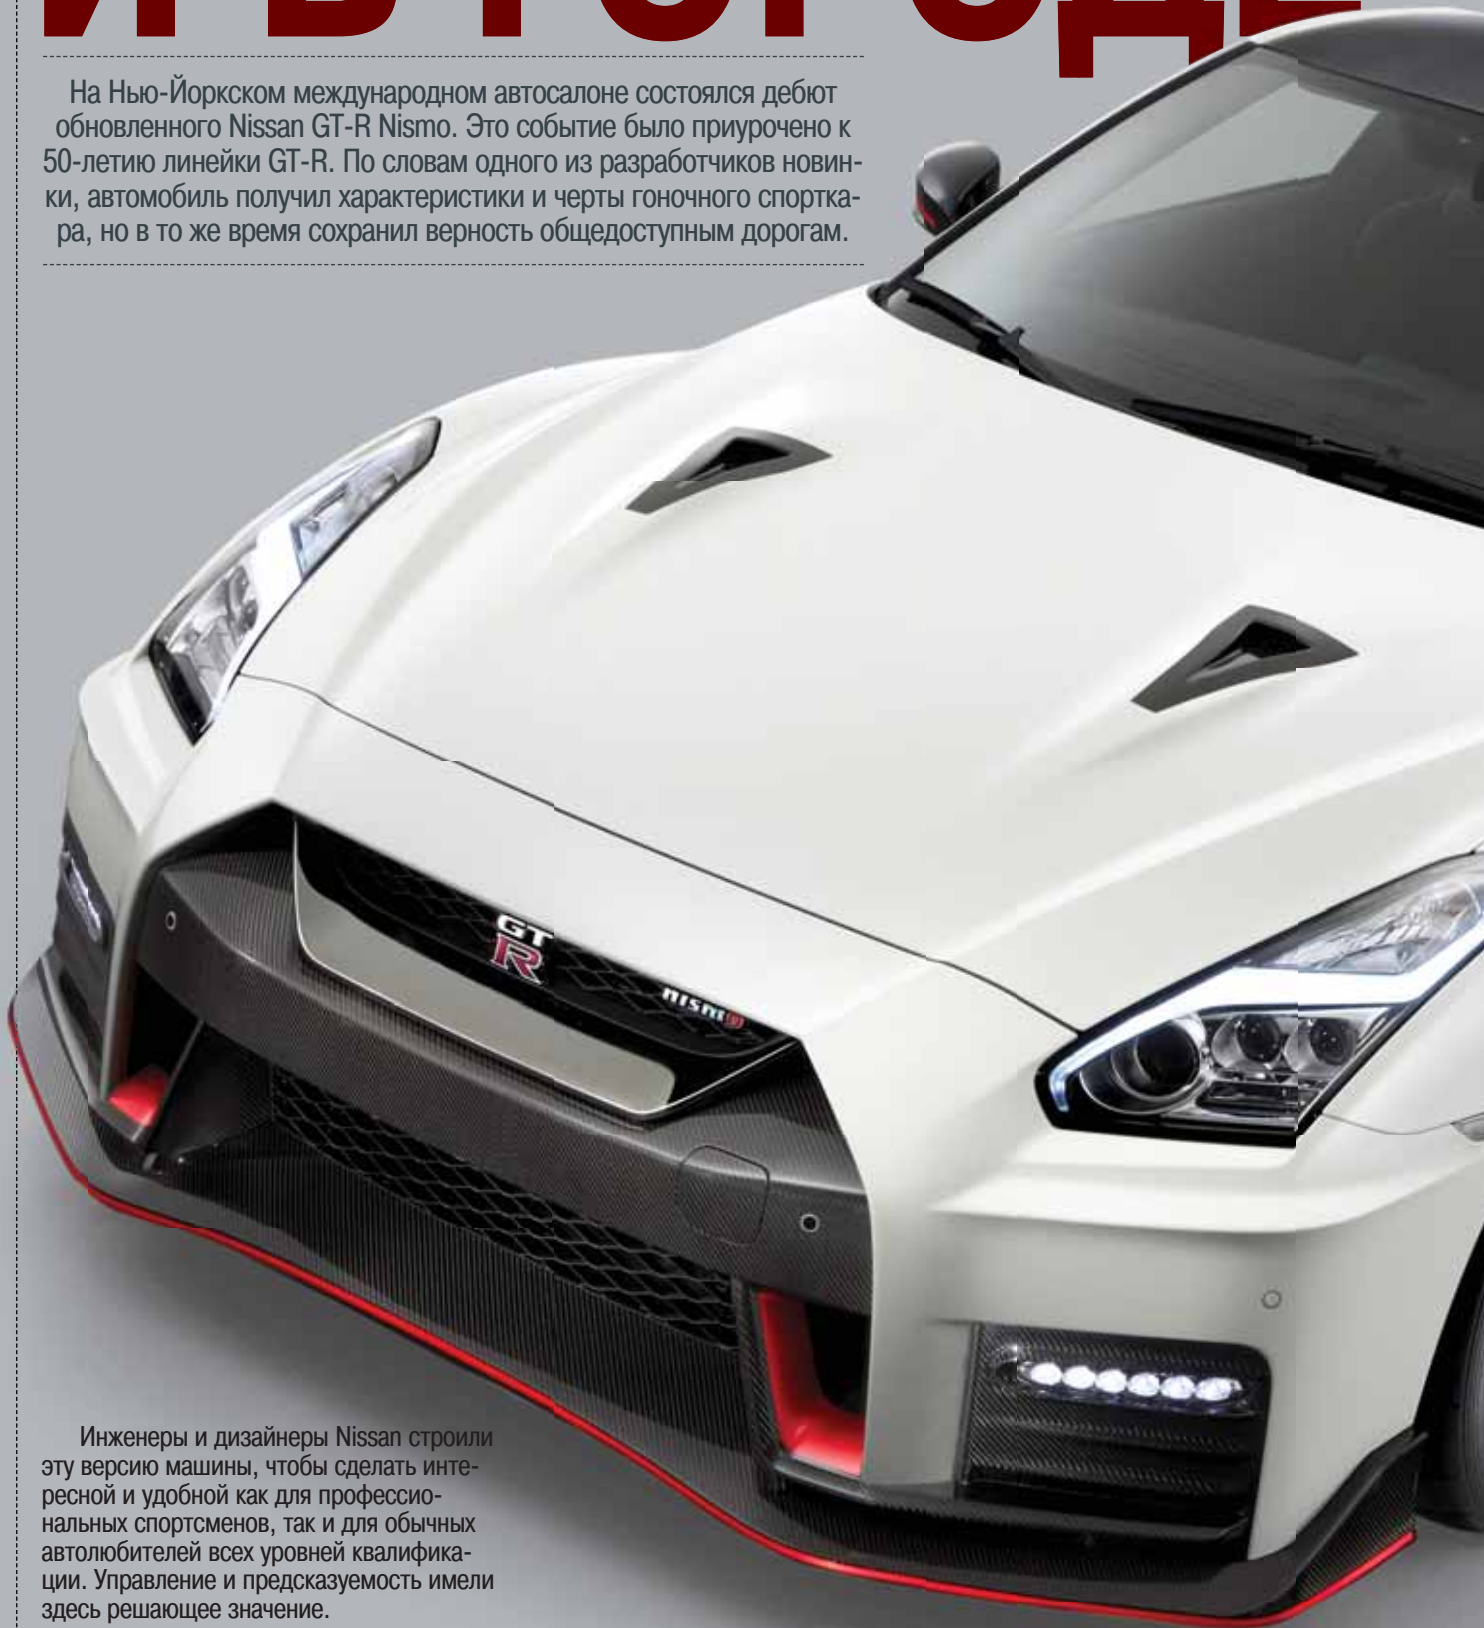 И В ГОРОДЕ
На Нью-Йоркском международном автосалоне состоялся дебют
обновленного Nissan GT-R Nismo. Это событие было приурочено к
50-летию линейки GT-R. По словам одного из разработчиков новин-
ки, автомобиль получил характеристики и черты гоночного спортка-
ра, но в то же время сохранил верность общедоступным дорогам.
GT
R
nismo
Инженеры и дизайнеры Nissan строили
эту версию машины, чтобы сделать инте-
ресной и удобной как для профессио-
нальных спортсменов, так и для обычных
автолюбителей всех уровней квалифика-
ции. Управление и предсказуемость имели
здесь решающее значение.